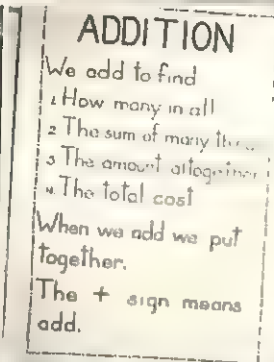 ADDITION
We add to find
1. How many in all
2. The sum of many
3. The amount altogether
4. The total cost
When we add we put
together.
The + sign means
add.